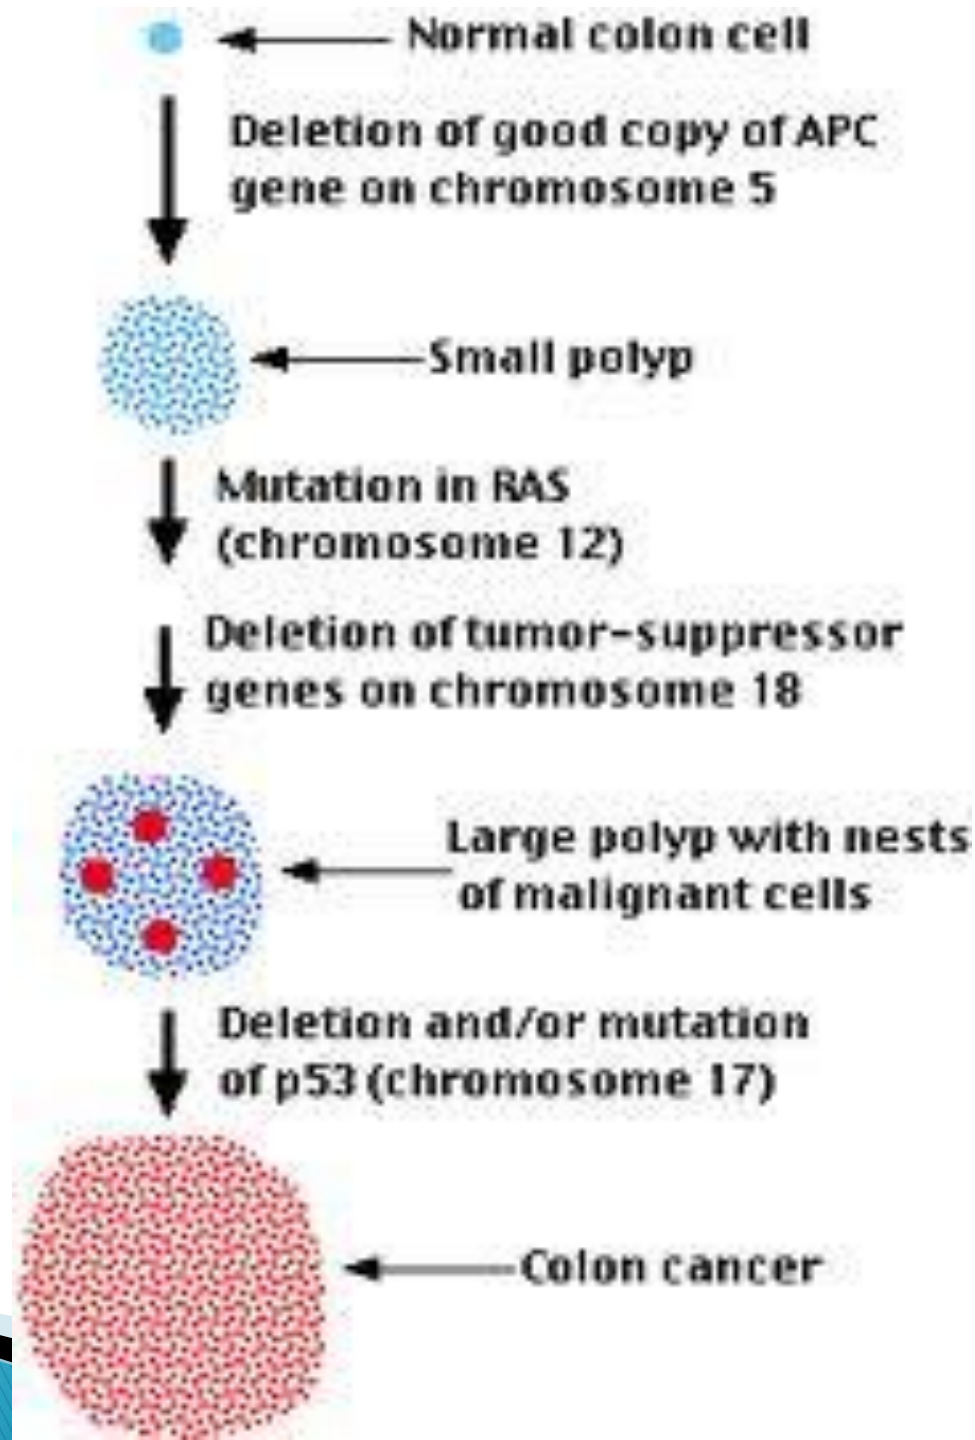 Normal colon cell
Deletion of good copy of APC
gene on chromosome 5
Small polyp
Mutation in RAS
(chromosome 12)
Deletion of tumor-suppressor
genes on chromosome 18
Large polyp with nests
of malignant cells
Deletion and/or mutation
of p53 (chromosome 17)
Colon cancer